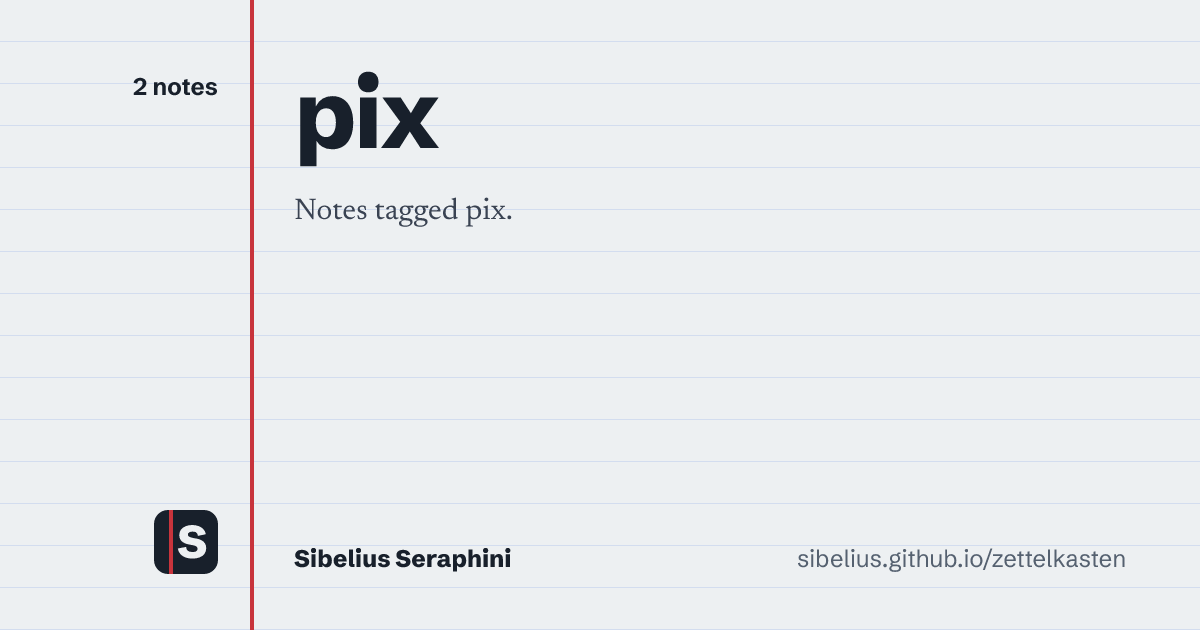 2 notes
pix
Notes tagged pix.
S
Sibelius Seraphini
sibelius.github.io/zettelkasten